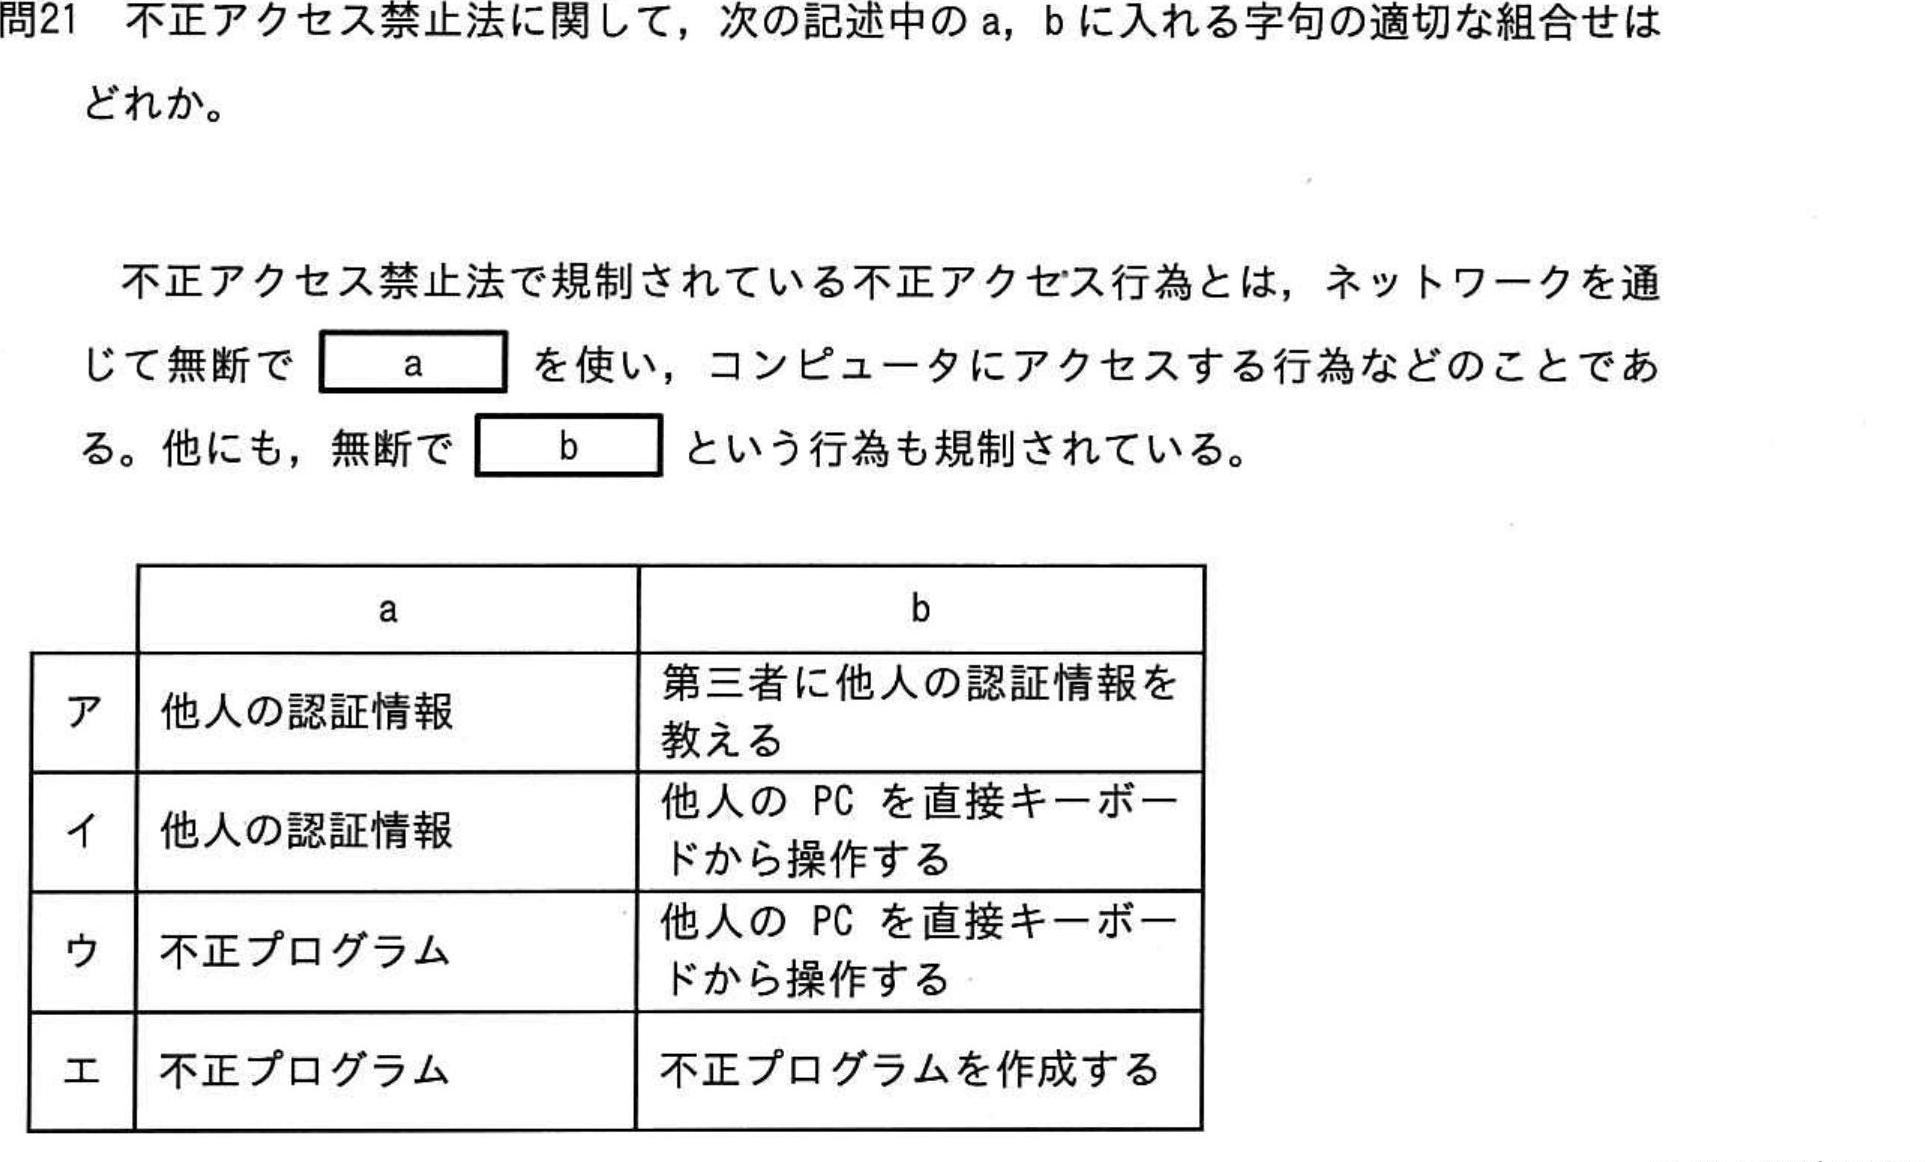 問21 不正アクセス禁止法に関して，次の記述中の a，b に入れる字句の適切な組合せは
どれか。
不正アクセス禁止法で規制されている不正アクセス行為とは，ネットワークを通
じて無断で a を使い，コンピュータにアクセスする行為などのことであ
る。他にも，無断で b という行為も規制されている。
a b
ア 他人の認証情報 第三者に他人の認証情報を
教える
イ 他人の認証情報 他人の PC を直接キーボー
ドから操作する
ウ 不正プログラム 他人の PC を直接キーボー
ドから操作する
エ 不正プログラム 不正プログラムを作成する